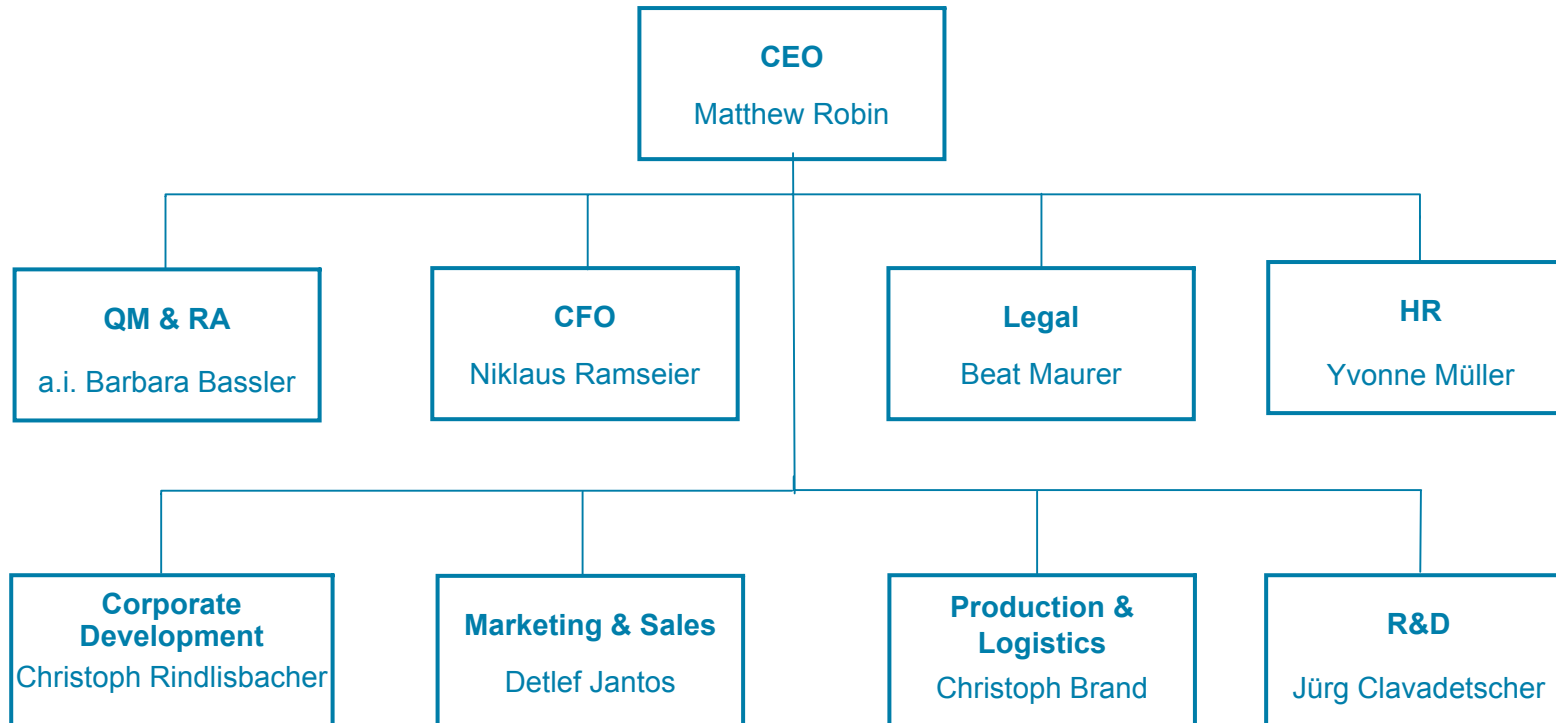 CEO
Matthew Robin
QM & RA
a.i. Barbara Bassler
CFO
Niklaus Ramseier
Legal
Beat Maurer
HR
Yvonne Müller
Corporate
Development
Christoph Rindlisbacher
Marketing & Sales
Detlef Jantos
Production &
Logistics
Christoph Brand
R&D
Jürg Clavadetscher